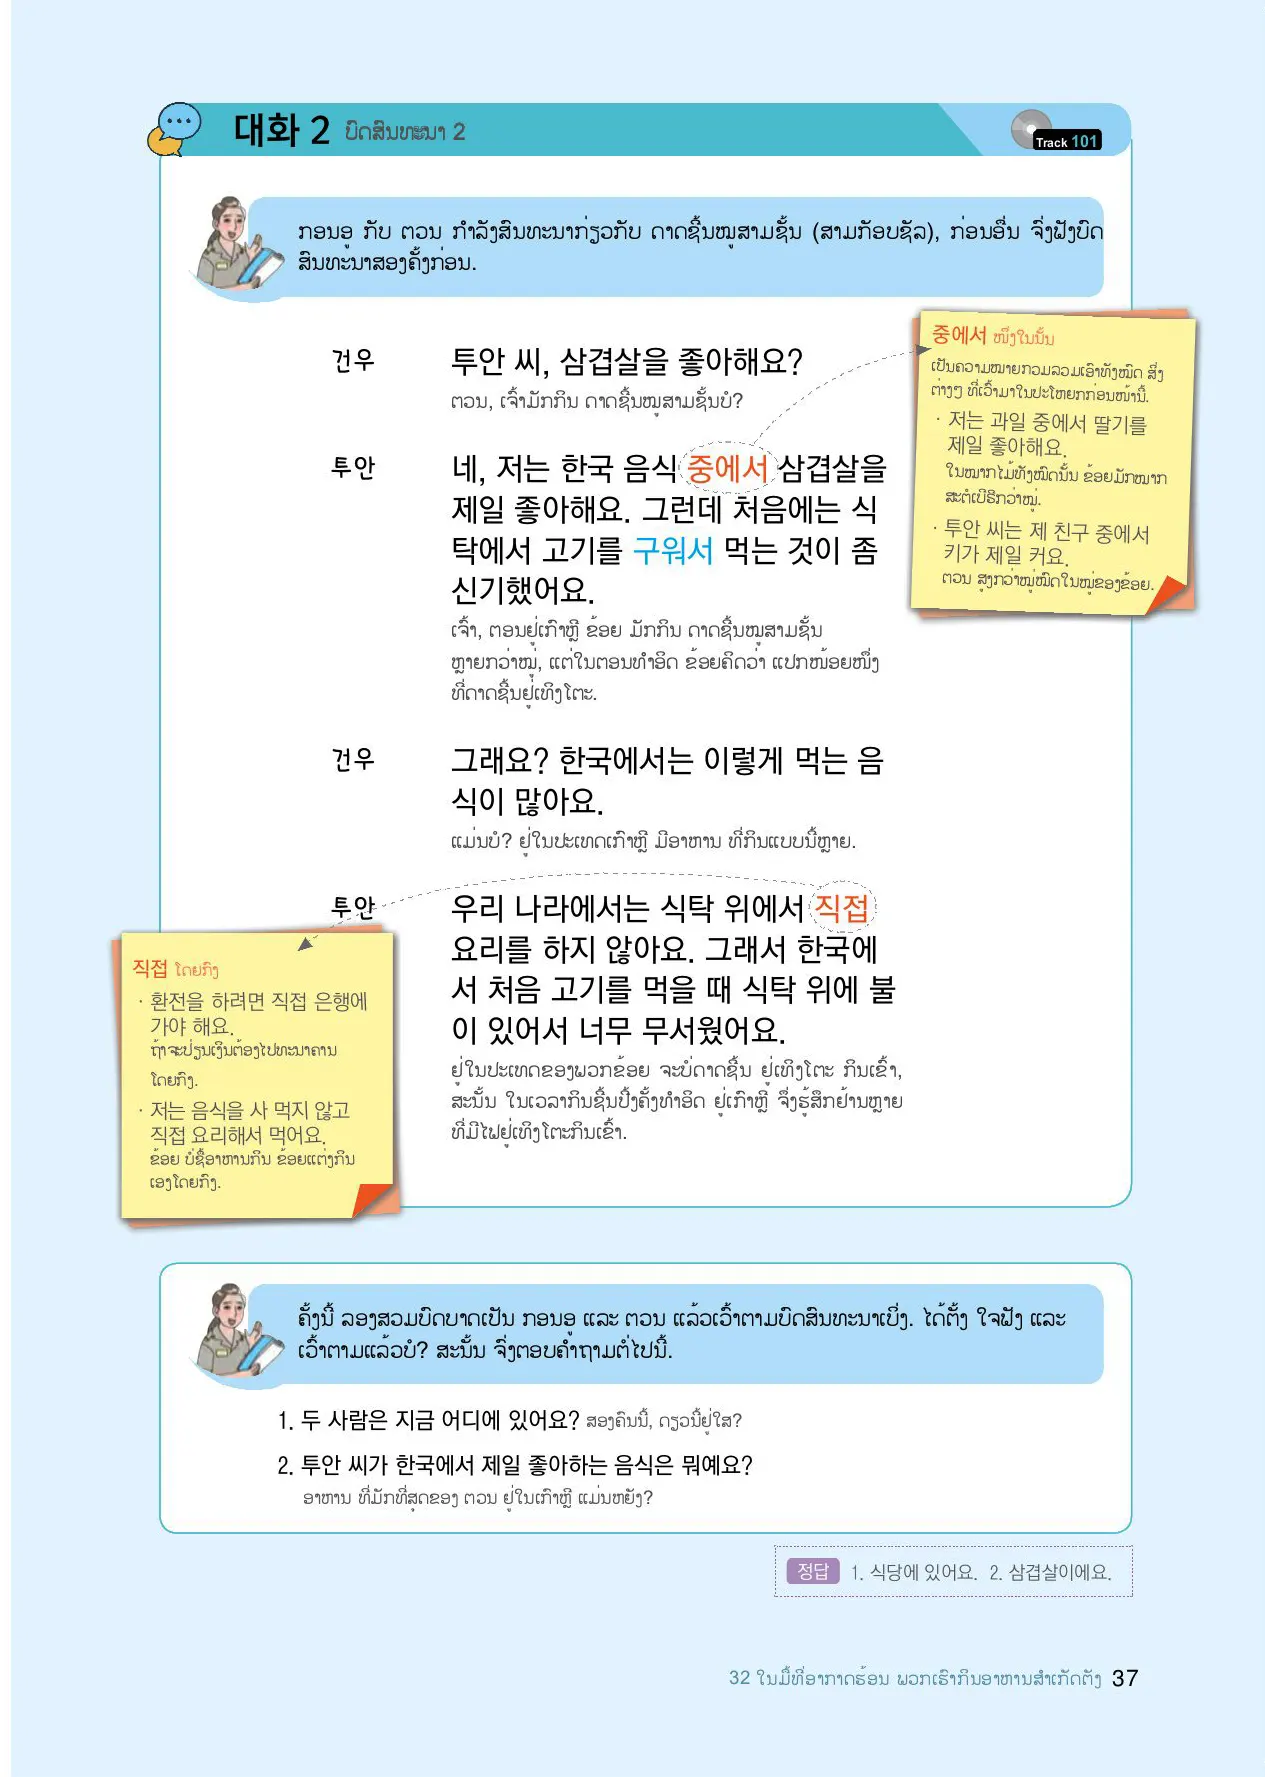 대화 2 ບົດສົນທະນາ 2
Track 101
ກອນອູ ກັບ ຕວນ ກຳລັງສົນທະນາກ່ຽວກັບ ດາດຊີ້ນໝູສາມຊັ້ນ (ສາມກັອບຊັລ), ກ່ອນອື່ນ ຈົ່ງຟັງບົດ
ສົນທະນາສອງຄັ້ງກ່ອນ.
건우 투안 씨, 삼겹살을 좋아해요?
ຕວນ, ເຈົ້າມັກກິນ ດາດຊີ້ນໝູສາມຊັ້ນບໍ?
투안 네, 저는 한국 음식 중에서 삼겹살을
제일 좋아해요. 그런데 처음에는 식
탁에서 고기를 구워서 먹는 것이 좀
신기했어요.
ເຈົ້າ, ຕອນຢູ່ເກົາຫຼີ ຂ້ອຍ ມັກກິນ ດາດຊີ້ນໝູສາມຊັ້ນ
ຫຼາຍກວ່າໝູ່, ແຕ່ໃນຕອນທຳອິດ ຂ້ອຍຄິດວ່າ ແປກໜ້ອຍໜຶ່ງ
ທີ່ດາດຊີ້ນຢູ່ເທິງໂຕະ.
건우 그래요? 한국에서는 이렇게 먹는 음
식이 많아요.
ແມ່ນບໍ? ຢູ່ໃນປະເທດເກົາຫຼີ ມີອາຫານ ທີ່ກິນແບບນີ້ຫຼາຍ.
투안 우리 나라에서는 식탁 위에서 직접
요리를 하지 않아요. 그래서 한국에
서 처음 고기를 먹을 때 식탁 위에 불
이 있어서 너무 무서웠어요.
ຢູ່ໃນປະເທດຂອງພວກຂ້ອຍ ຈະບໍ່ດາດຊີ້ນ ຢູ່ເທິງໂຕະ ກິນເຂົ້າ,
ສະນັ້ນ ໃນເວລາກິນຊີ້ນປີ້ງຄັ້ງທຳອິດ ຢູ່ເກົາຫຼີ ຈຶ່ງຮູ້ສຶກຢ້ານຫຼາຍ
ທີ່ມີໄຟຢູ່ເທິງໂຕະກິນເຂົ້າ.
중에서 ໜຶ່ງໃນນັ້ນ
ເປັນຄວາມໝາຍກວມລວມເອົາທັງໝົດ ສິ່ງ
ຕ່າງໆ ທີ່ເວົ້າມາໃນປະໂຫຍກກ່ອນໜ້ານີ້.
· 저는 과일 중에서 딸기를
제일 좋아해요.
ໃນໝາກໄມ້ທັງໝົດນັ້ນ ຂ້ອຍມັກໝາກ
ສະຕໍເບີຣີກວ່າໝູ່.
· 투안 씨는 제 친구 중에서
키가 제일 커요.
ຕວນ ສູງກວ່າໝູ່ໝົດໃນໝູ່ຂອງຂ້ອຍ.
직접 ໂດຍກົງ
· 환전을 하려면 직접 은행에
가야 해요.
ຖ້າຈະປ່ຽນເງິນຕ້ອງໄປທະນາຄານ
ໂດຍກົງ.
· 저는 음식을 사 먹지 않고
직접 요리해서 먹어요.
ຂ້ອຍ ບໍ່ຊື້ອາຫານກິນ ຂ້ອຍແຕ່ງກິນ
ເອງໂດຍກົງ.
ຄັ້ງນີ້ ລອງສວມບົດບາດເປັນ ກອນອູ ແລະ ຕວນ ແລ້ວເວົ້າຕາມບົດສົນທະນາເບິ່ງ. ໄດ້ຕັ້ງ ໃຈຟັງ ແລະ
ເວົ້າຕາມແລ້ວບໍ? ສະນັ້ນ ຈົ່ງຕອບຄຳຖາມຕໍ່ໄປນີ້.
1. 두 사람은 지금 어디에 있어요? ສອງຄົນນີ້, ດຽວນີ້ຢູ່ໃສ?
2. 투안 씨가 한국에서 제일 좋아하는 음식은 뭐예요?
ອາຫານ ທີ່ມັກທີ່ສຸດຂອງ ຕວນ ຢູ່ໃນເກົາຫຼີ ແມ່ນຫຍັງ?
정답 1. 식당에 있어요. 2. 삼겹살이에요.
32 ໃນມື້ທີ່ອາກາດຮ້ອນ ພວກເຮົາກິນອາຫານສຳເກັດຕັງ 37